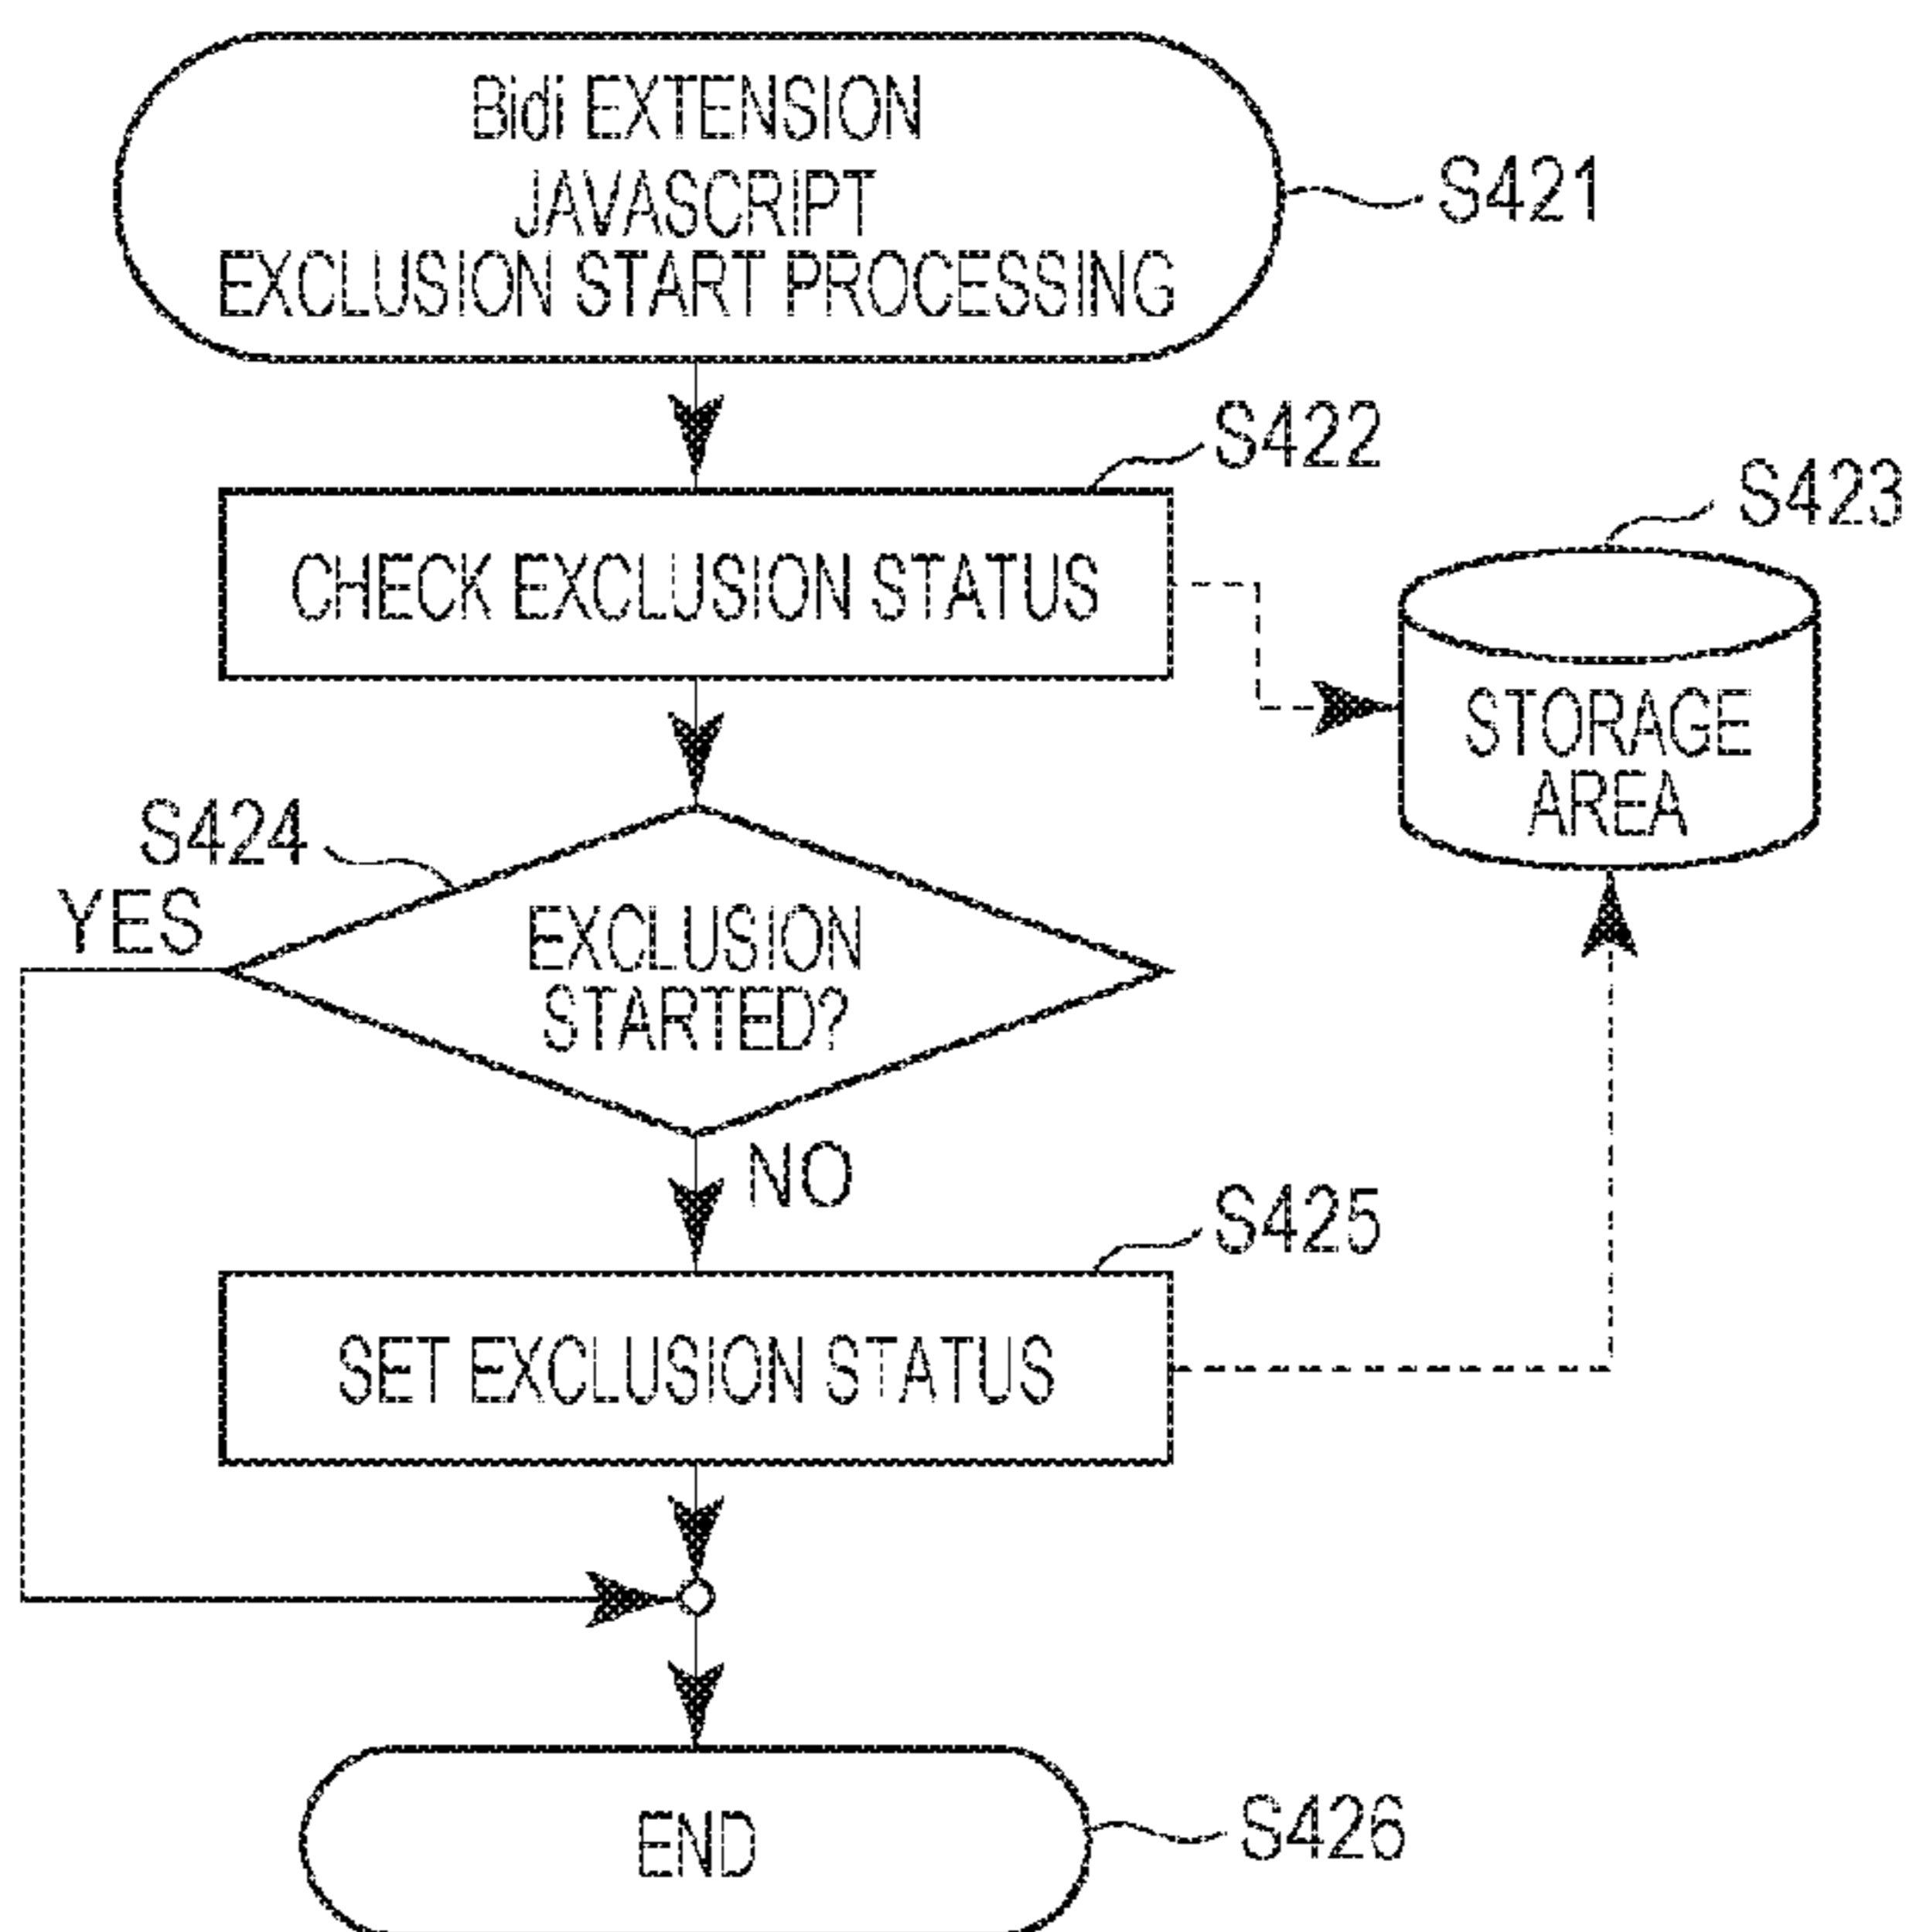 Bidi EXTENSION
JAVASCRIPT
EXCLUSION START PROCESSING
S421
S422
CHECK EXCLUSION STATUS
S423
STORAGE
AREA
S424
YES
EXCLUSION
STARTED?
NO
S425
SET EXCLUSION STATUS
END
S426